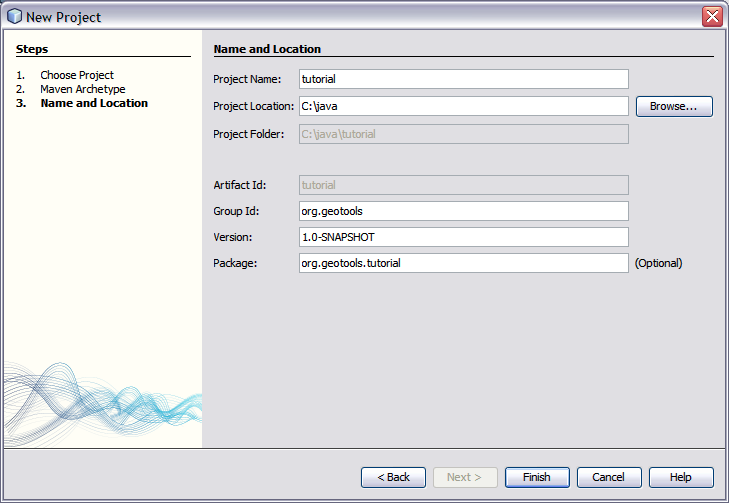 New Project
Steps
1. Choose Project
2. Maven Archetype
3. Name and Location
Name and Location
Project Name: tutorial
Project Location: C:\java Browse...
Project Folder: C:\java\tutorial
Artifact Id: tutorial
Group Id: org.geotools
Version: 1.0-SNAPSHOT
Package: org.geotools.tutorial (Optional)
< Back Next > Finish Cancel Help